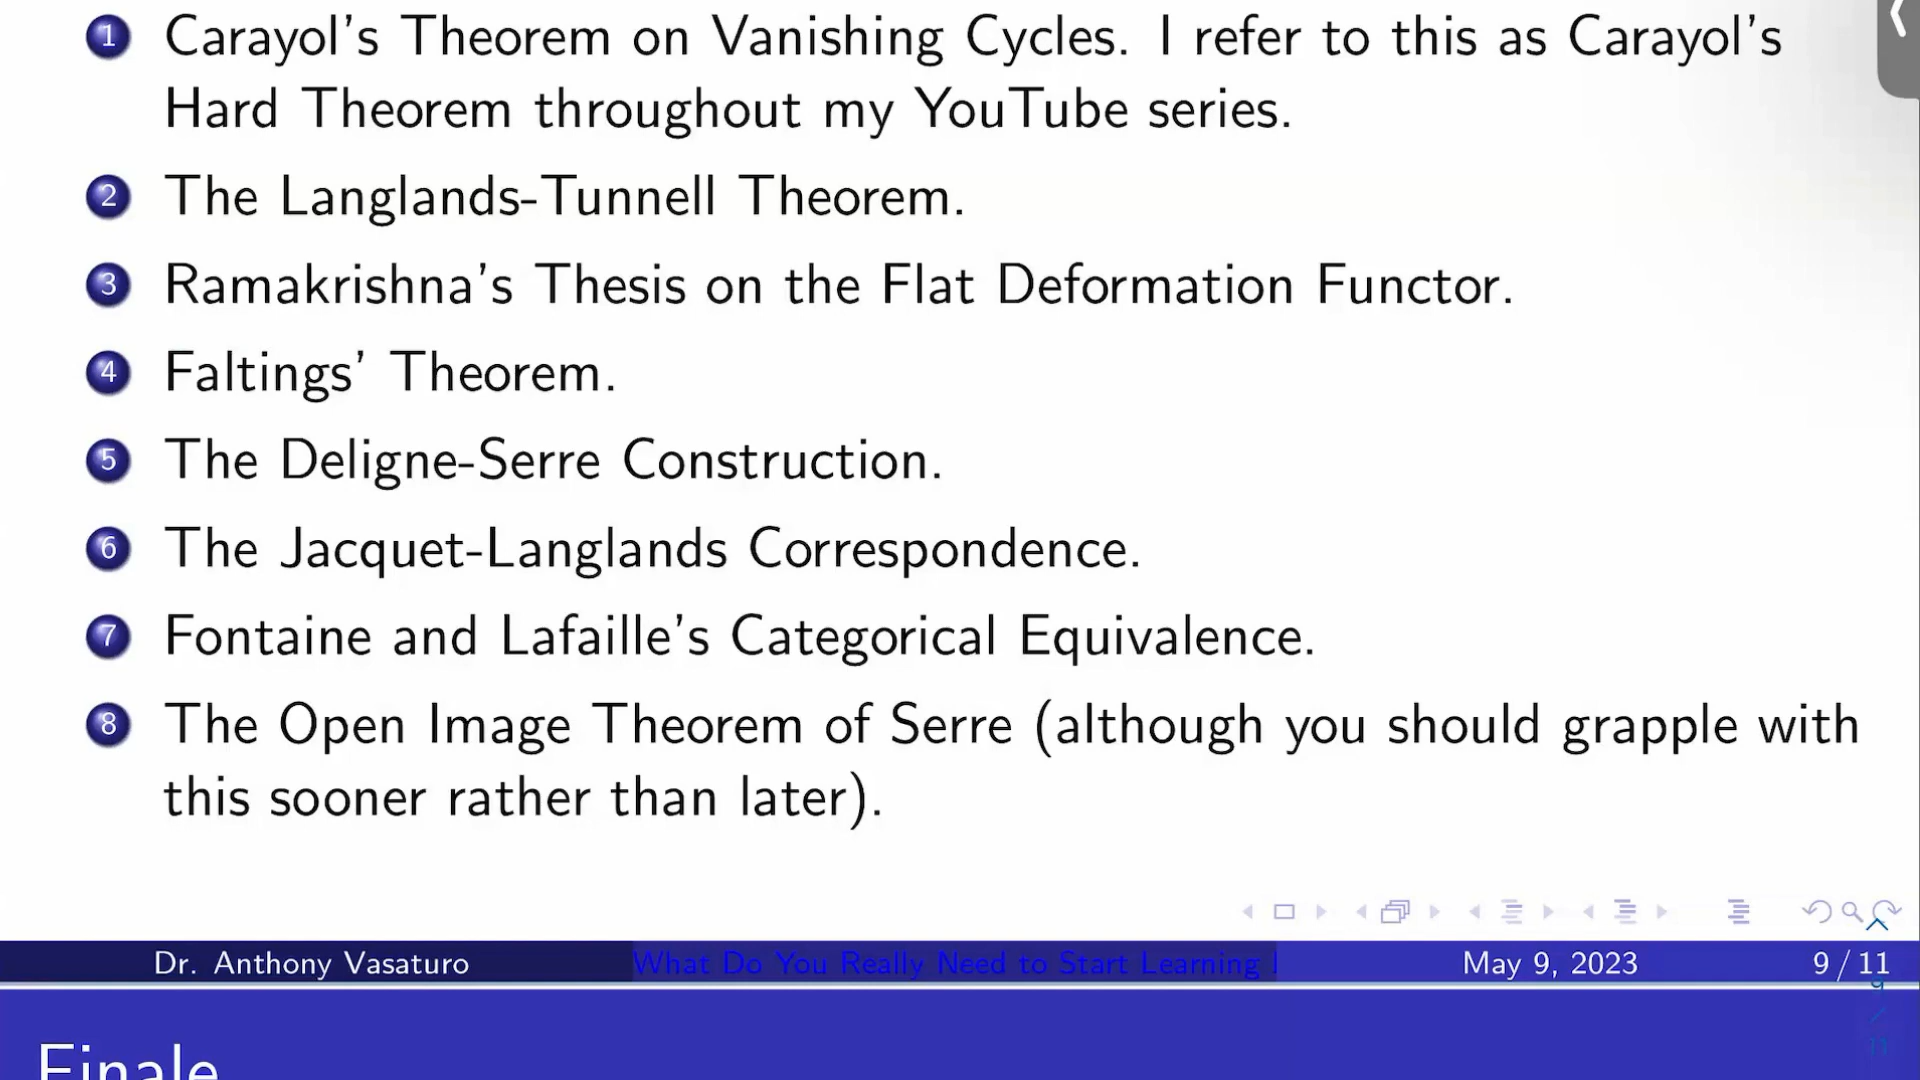 1 Carayol's Theorem on Vanishing Cycles. I refer to this as Carayol's
Hard Theorem throughout my YouTube series.
2 The Langlands-Tunnell Theorem.
3 Ramakrishna's Thesis on the Flat Deformation Functor.
4 Faltings' Theorem.
5 The Deligne-Serre Construction.
6 The Jacquet-Langlands Correspondence.
7 Fontaine and Lafaille's Categorical Equivalence.
8 The Open Image Theorem of Serre (although you should grapple with
this sooner rather than later).
Dr. Anthony Vasaturo What Do You Really Need to Start Learning May 9, 2023 9 / 11
9
/
11
Finale